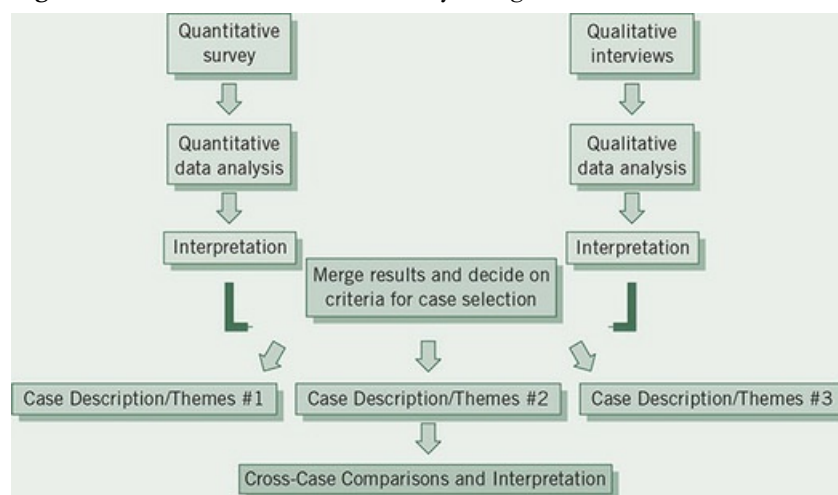 Quantitative
survey
Qualitative
interviews
Quantitative
data analysis
Qualitative
data analysis
Interpretation
Interpretation
Merge results and decide on
criteria for case selection
Case Description/Themes #1
Case Description/Themes #2
Case Description/Themes #3
Cross-Case Comparisons and Interpretation